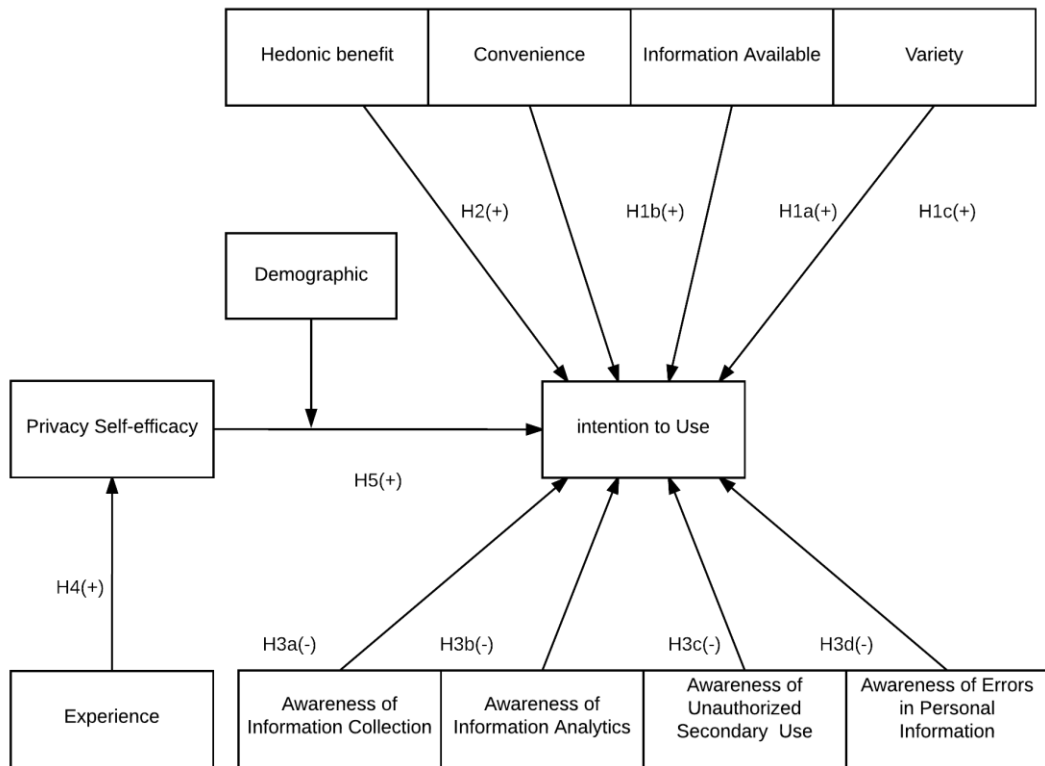 Hedonic benefit
Convenience
Information Available
Variety
H2(+)
H1b(+)
H1a(+)
H1c(+)
Demographic
Privacy Self-efficacy
intention to Use
H5(+)
H4(+)
H3a(-)
H3b(-)
H3c(-)
H3d(-)
Experience
Awareness of
Information Collection
Awareness of
Information Analytics
Awareness of
Unauthorized
Secondary Use
Awareness of Errors
in Personal
Information